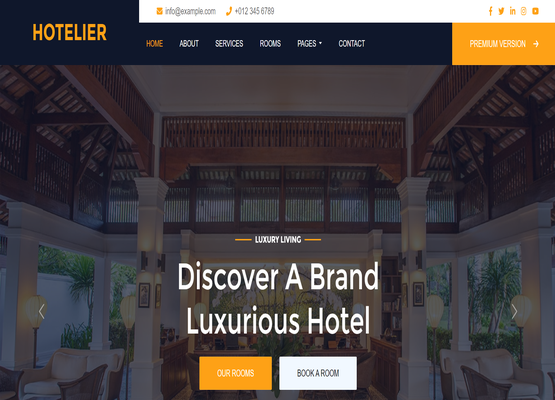 HOTELIER
info@example.com
+012 345 6789
HOME
ABOUT
SERVICES
ROOMS
PAGES
CONTACT
PREMIUM VERSION
LUXURY LIVING
Discover A Brand
Luxurious Hotel
OUR ROOMS
BOOK A ROOM